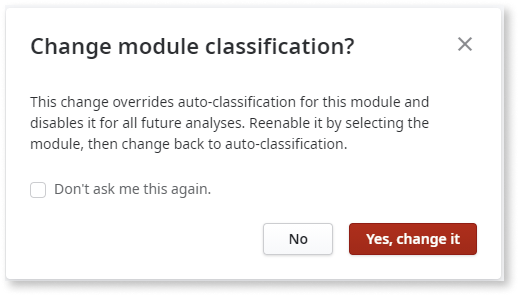 Change module classification?
This change overrides auto-classification for this module and
disables it for all future analyses. Reenable it by selecting the
module, then change back to auto-classification.
Don't ask me this again.
No
Yes, change it